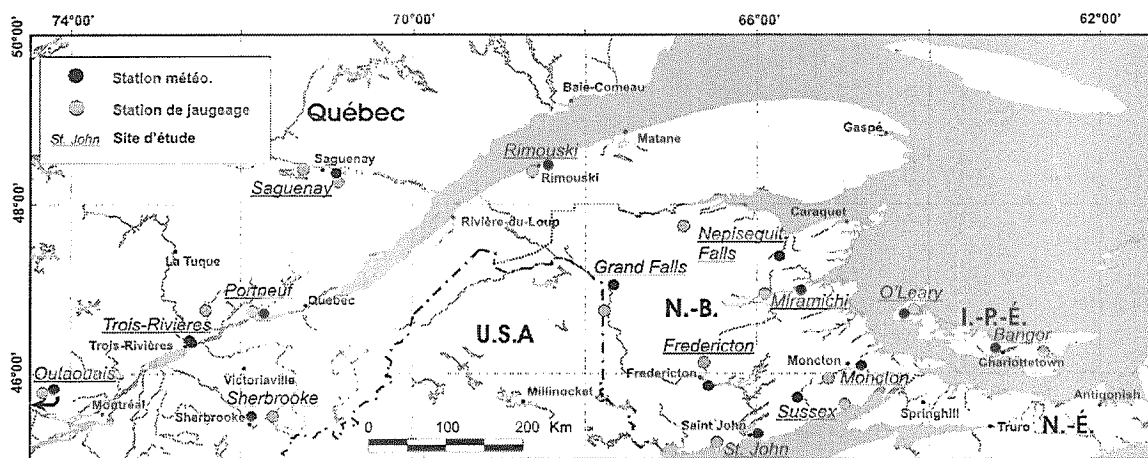 74°00' 70°00' 66°00' 62°00'
50°00'
Station météo.
Station de jaugeage
St. John Site d'étude
Québec
Baie-Comeau
Matane
Gaspé
Saguenay
Saguenay
Rimouski
Rimouski
48°00'
Rivière-du-Loup
Caraquet
Nepisequit-
Falls
La Tuque
Grand Falls
Portneuf
Québec
Miramichi
O'Leary
N.-B.
I.-P.-É.
U.S.A
Bangor
Trois-Rivières
Trois-Rivières
Fredericton
Moncton
Charlottetown
46°00'
Outaouais
Victoriaville
Sherbrooke
Fredericton
Moncton
Millinocket
Montréal
Sherbrooke
Sussex
Springhill
Antigonish
Saint John
Truro
N.-É.
St. John
0 100 200 Km